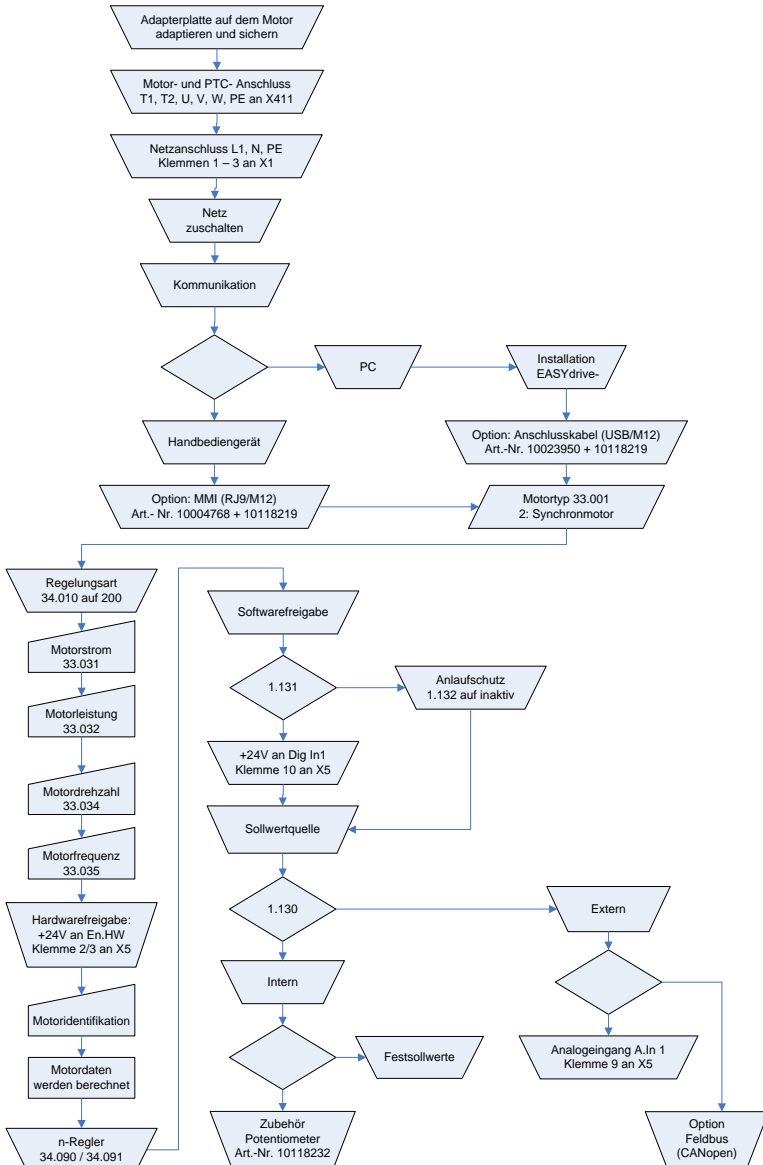 Adapterplatte auf dem Motor
adaptieren und sichern
Motor- und PTC- Anschluss
T1, T2, U, V, W, PE an X411
Netzanschluss L1, N, PE
Klemmen 1 – 3 an X1
Netz
zuschalten
Kommunikation
PC
Installation
EASYdrive-
Handbediengerät
Option: Anschlusskabel (USB/M12)
Art.-Nr. 10023950 + 10118219
Option: MMI (RJ9/M12)
Art.- Nr. 10004768 + 10118219
Motortyp 33.001
2: Synchronmotor
Regelungsart
34.010 auf 200
Motorstrom
33.031
Motorleistung
33.032
Motordrehzahl
33.034
Motorfrequenz
33.035
Hardwarefreigabe:
+24V an En.HW
Klemme 2/3 an X5
Motoridentifikation
Motordaten
werden berechnet
n-Regler
34.090 / 34.091
Softwarefreigabe
1.131
Anlaufschutz
1.132 auf inaktiv
+24V an Dig In1
Klemme 10 an X5
Sollwertquelle
1.130
Extern
Intern
Festsollwerte
Analogeingang A.In 1
Klemme 9 an X5
Zubehör
Potentiometer
Art.-Nr. 10118232
Option
Feldbus
(CANopen)